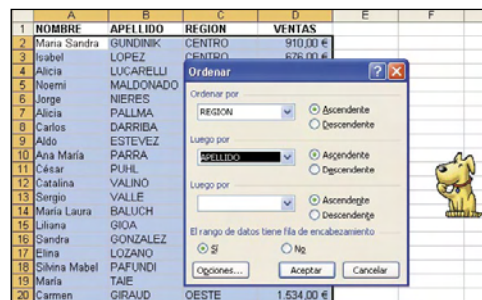 A B C D E F
1 NOMBRE APELLIDO REGION VENTAS
2 Maria Sandra GUNDINIK CENTRO 910,00 €
3 Isabel LOPEZ CENTRO 676,00 €
4 Alicia LUCARELLI
5 Noemi MALDONADO
6 Jorge NIERES
7 Alicia PALLMA
8 Carlos DARRIBA
9 Aldo ESTEVEZ
10 Ana María PARRA
11 César PUHL
12 Catalina VALINO
13 Sergio VALLE
14 María Laura BALUCH
15 Liliana GIOA
16 Sandra GONZALEZ
17 Elina LOZANO
18 Silvina Mabel PAFUNDI
19 María TAIE
20 Carmen GIRAUD OESTE 1.534,00 €
Ordenar
Ordenar por
REGION Ascendente
Descendente
Luego por
APELLIDO Ascendente
Descendente
Luego por
Ascendente
Descendente
El rango de datos tiene fila de encabezamiento
Sí No
Opciones... Aceptar Cancelar